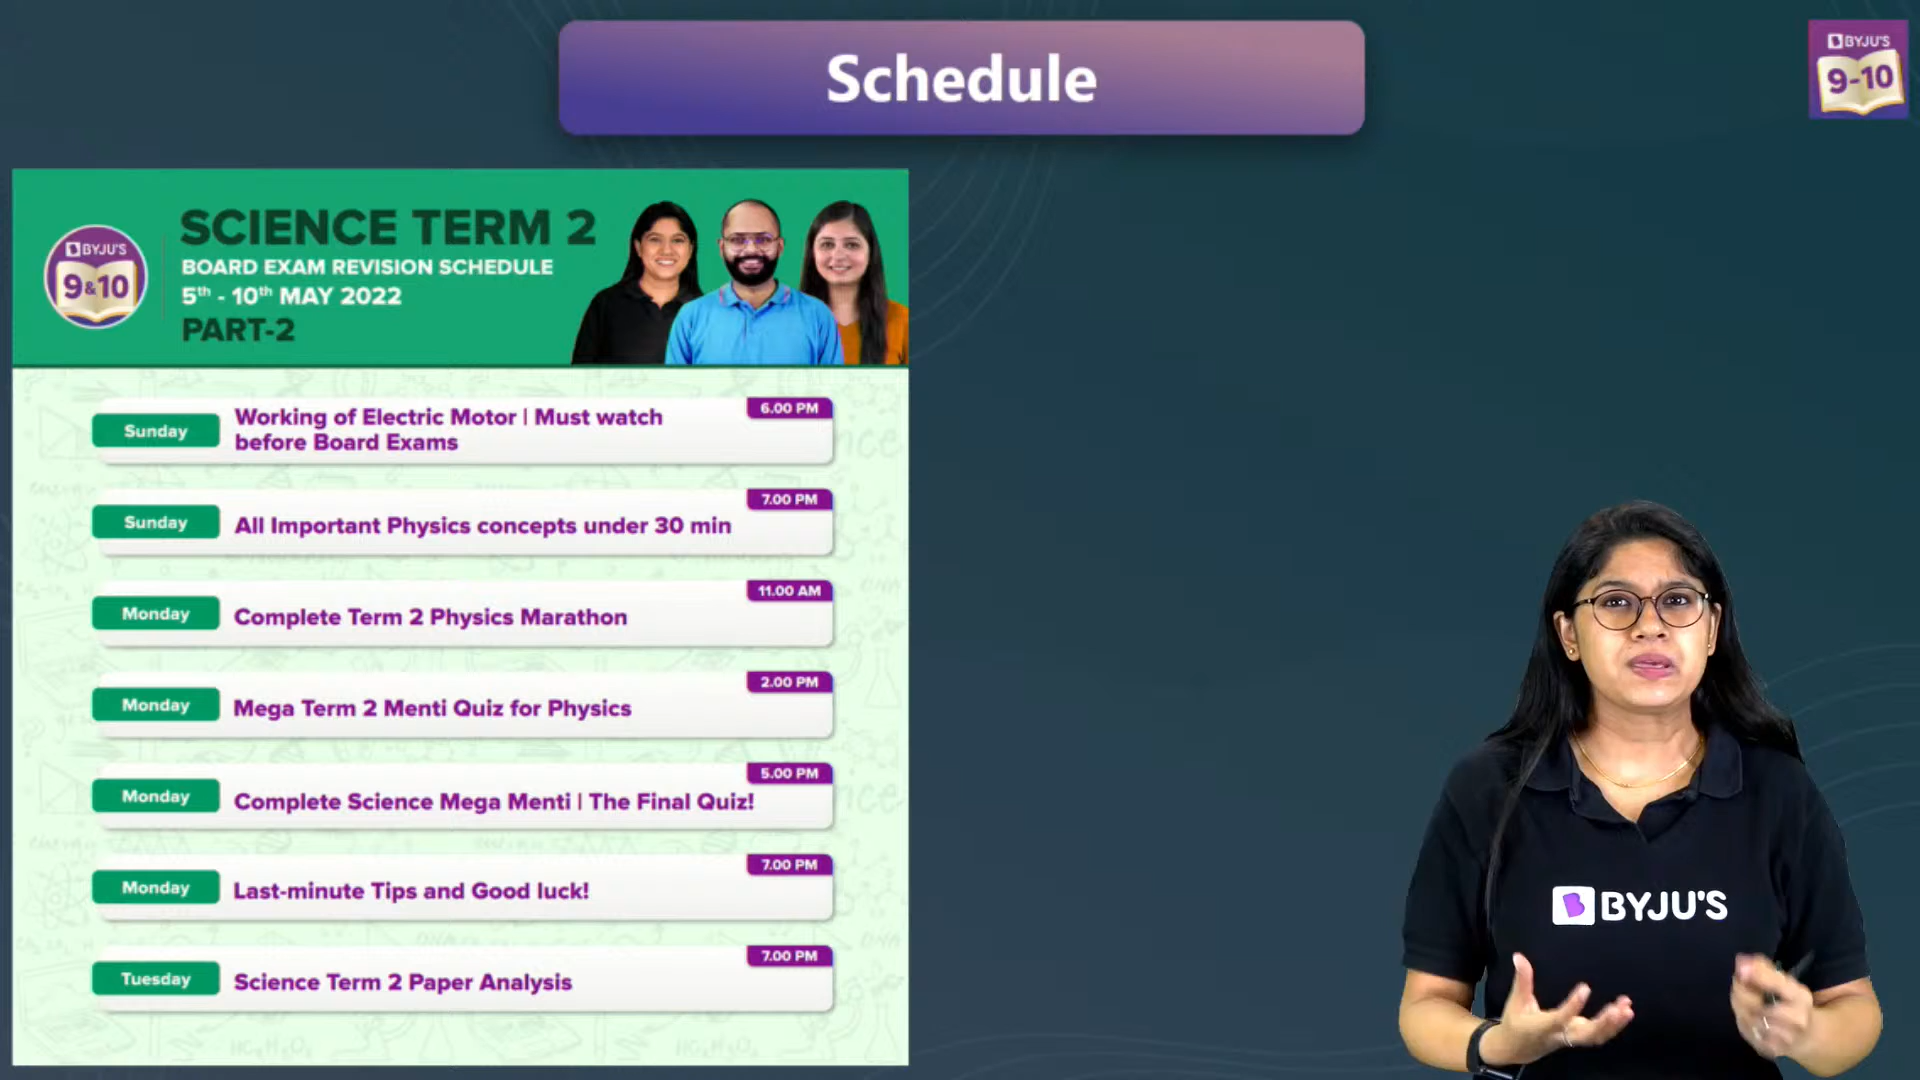 Schedule
BYJU'S
9-10
BYJU'S
9&10
SCIENCE TERM 2
BOARD EXAM REVISION SCHEDULE
5th - 10th MAY 2022
PART-2
Sunday
Working of Electric Motor | Must watch
before Board Exams
6.00 PM
Sunday
All Important Physics concepts under 30 min
7.00 PM
Monday
Complete Term 2 Physics Marathon
11.00 AM
Monday
Mega Term 2 Menti Quiz for Physics
2.00 PM
Monday
Complete Science Mega Menti | The Final Quiz!
5.00 PM
Monday
Last-minute Tips and Good luck!
7.00 PM
Tuesday
Science Term 2 Paper Analysis
7.00 PM
BYJU'S